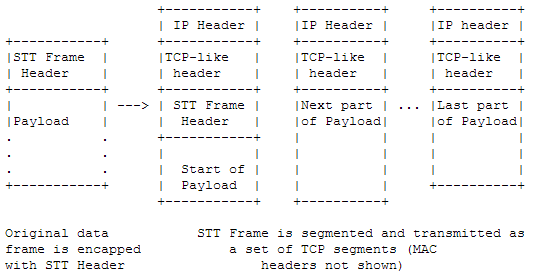 +-----------+  +----------+  +----------+
| IP Header |  |IP Header |  |IP header |
+-----------+  +-----------+  +----------+  +----------+
|STT Frame  |  |TCP-like   |  |TCP-like  |  |TCP-like  |
| Header    |  | header    |  | header   |  | header   |
+-----------+  +-----------+  +----------+  +----------+
|           | ---> | STT Frame |  |Next part | ... |Last part |
|Payload    |  | Header    |  |of Payload|  |of Payload|
.           .  +-----------+  |          |  |          |
.           .  |           |  |          |  |          |
.           .  | Start of  |  |          |  |          |
+-----------+  | Payload   |  |          |  +----------+
+-----------+  +----------+
Original data       STT Frame is segmented and transmitted as
frame is encapped       a set of TCP segments (MAC
with STT Header       headers not shown)